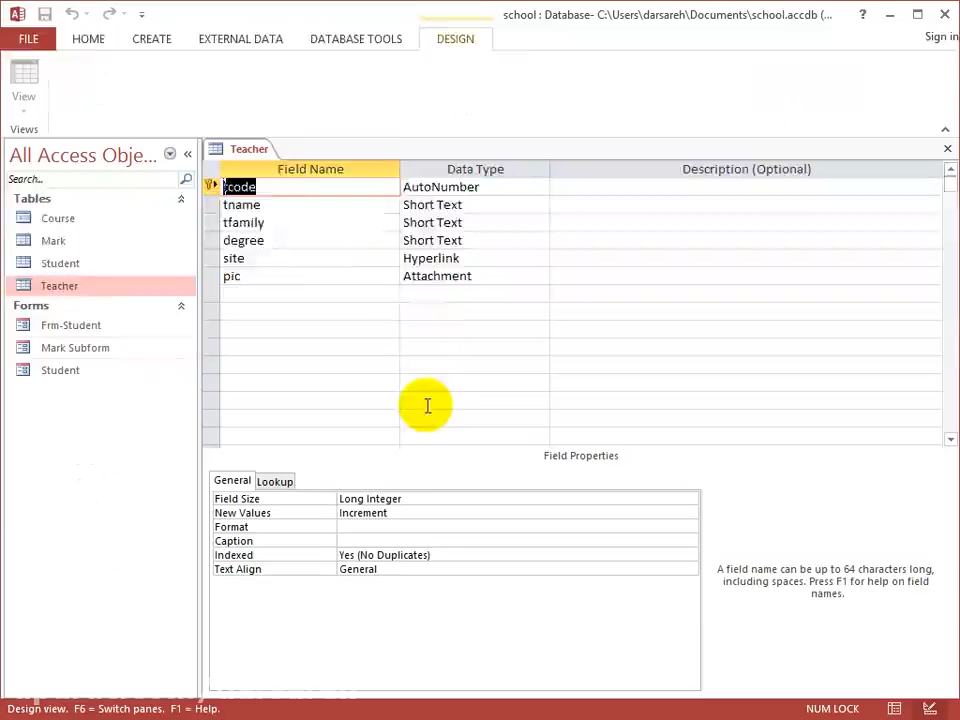 school : Database- C:\Users\darsareh\Documents\school.accdb (...
?
FILE HOME CREATE EXTERNAL DATA DATABASE TOOLS DESIGN Sign in
View
Views
All Access Obje... «
Search...
Tables
Course
Mark
Student
Teacher
Forms
Frm-Student
Mark Subform
Student
Teacher
Field Name Data Type Description (Optional)
tcode AutoNumber
tname Short Text
tfamily Short Text
degree Short Text
site Hyperlink
pic Attachment
Field Properties
General Lookup
Field Size Long Integer
New Values Increment
Format
Caption
Indexed Yes (No Duplicates)
Text Align General
A field name can be up to 64 characters long,
including spaces. Press F1 for help on field
names.
Design view. F6 = Switch panes. F1 = Help. NUM LOCK